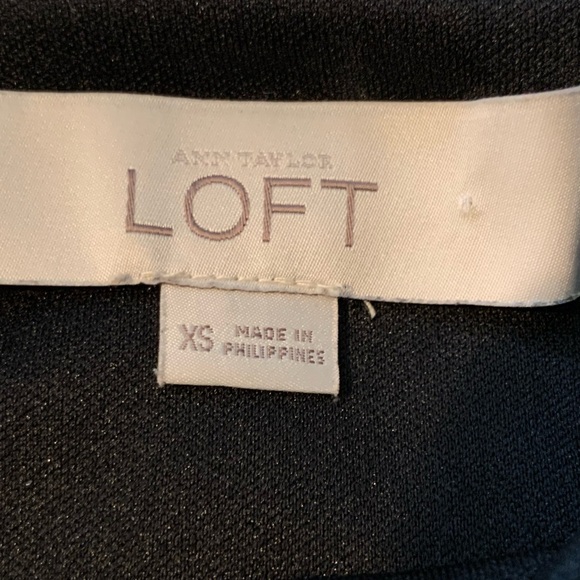 ANN TAYLOR
LOFT
XS
MADE IN
PHILIPPINES